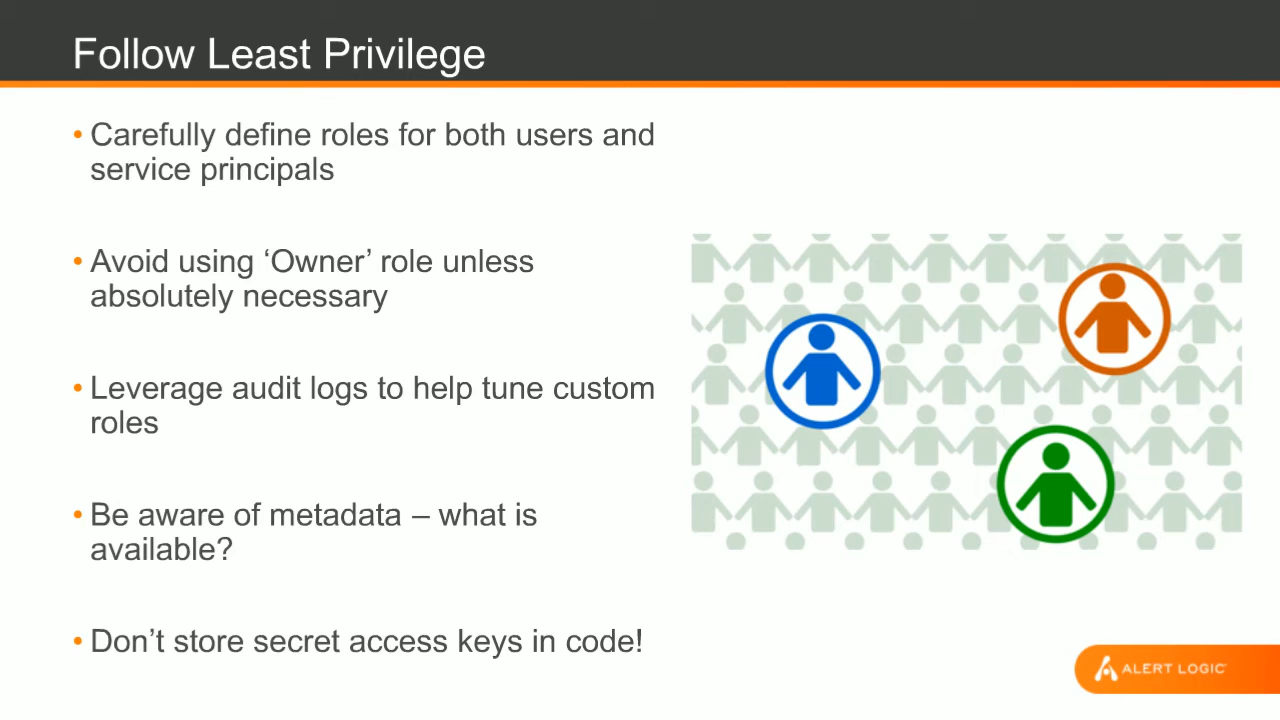 Follow Least Privilege
• Carefully define roles for both users and
service principals
• Avoid using ‘Owner’ role unless
absolutely necessary
• Leverage audit logs to help tune custom
roles
• Be aware of metadata – what is
available?
• Don’t store secret access keys in code!
ALERT LOGIC